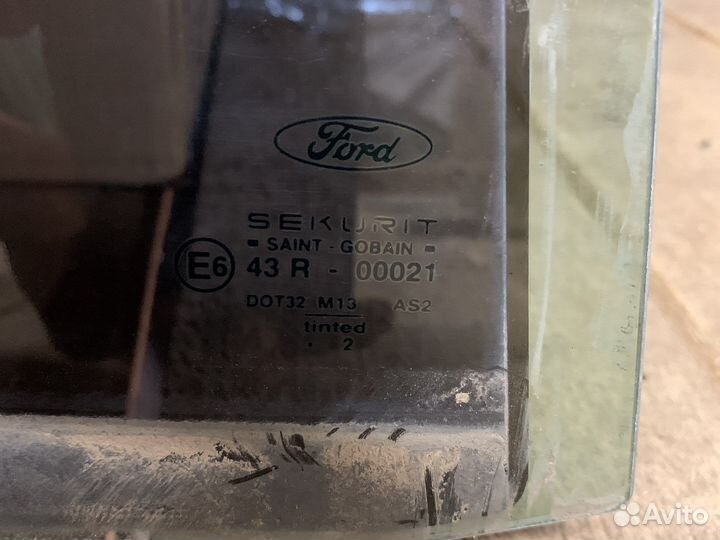 Ford
SEKURIT
SAINT - GOBAIN
E6 43 R - 00021
DOT32 M13 AS2
tinted
. 2
Avito